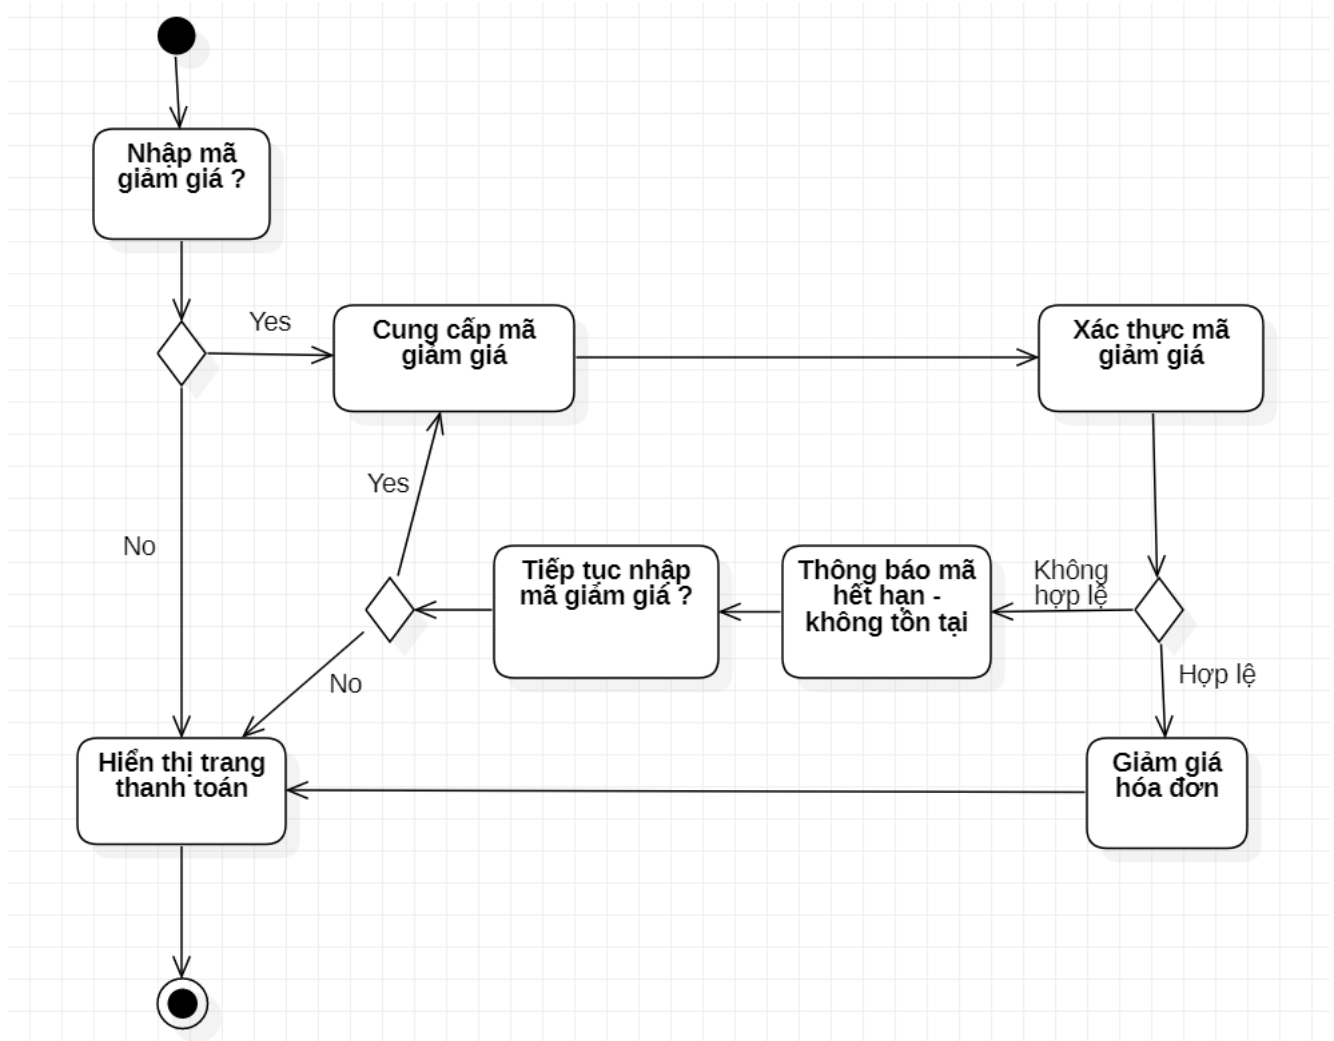 Nhập mã
giảm giá ?
Yes
Cung cấp mã
giảm giá
Xác thực mã
giảm giá
Yes
No
Tiếp tục nhập
mã giảm giá ?
Thông báo mã
hết hạn -
không tồn tại
Không
hợp lệ
No
Hợp lệ
Hiển thị trang
thanh toán
Giảm giá
hóa đơn